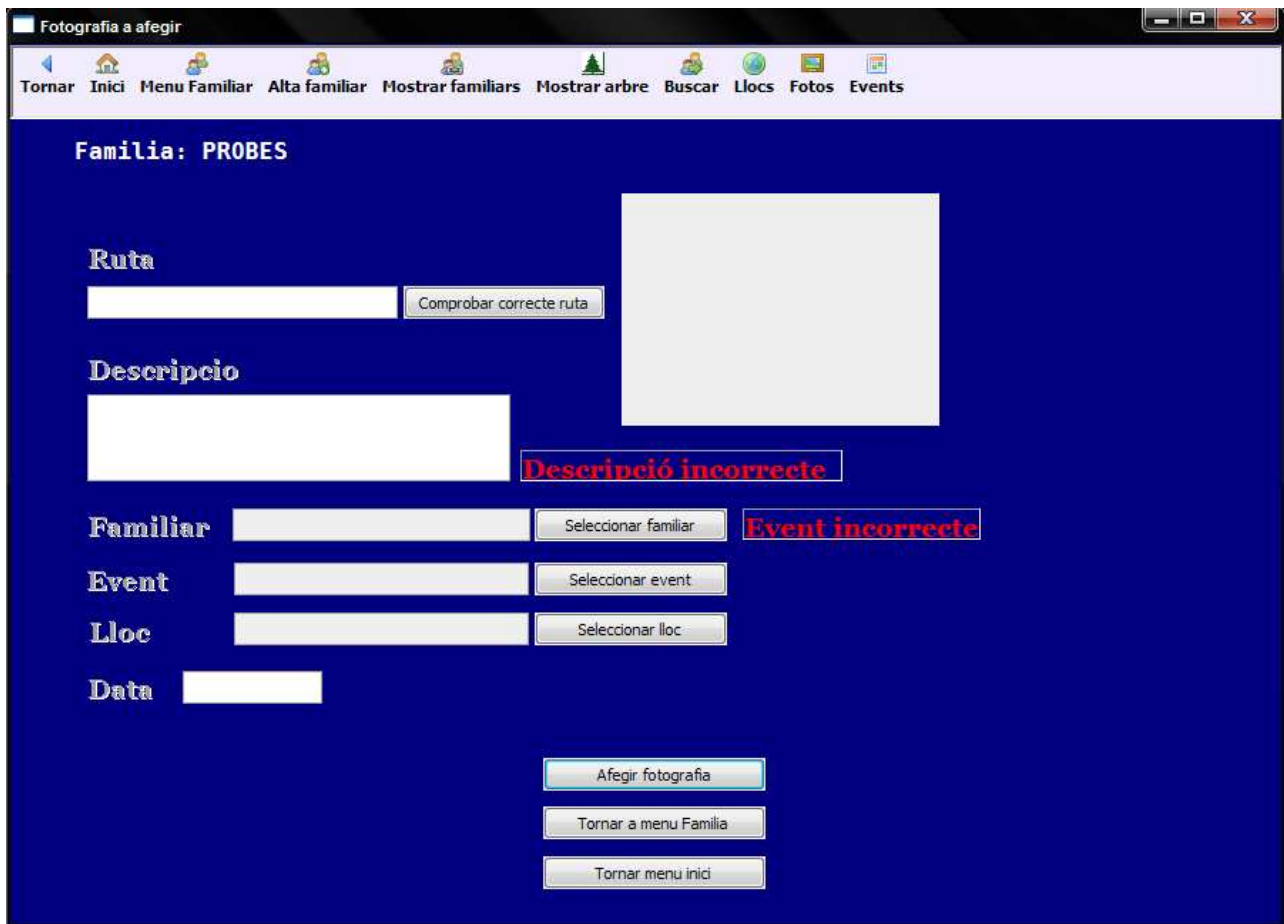 Fotografia a afegir
Tornar Inici Menu Familiar Alta familiar Mostrar familiars Mostrar arbre Buscar Llocs Fotos Events
Familia: PROBES
Ruta
Comprobar correcte ruta
Descripcio
Descripció incorrecte
Familiar Seleccionar familiar Event incorrecte
Event Seleccionar event
Lloc Seleccionar lloc
Data
Afegir fotografia
Tornar a menu Familia
Tornar menu inici